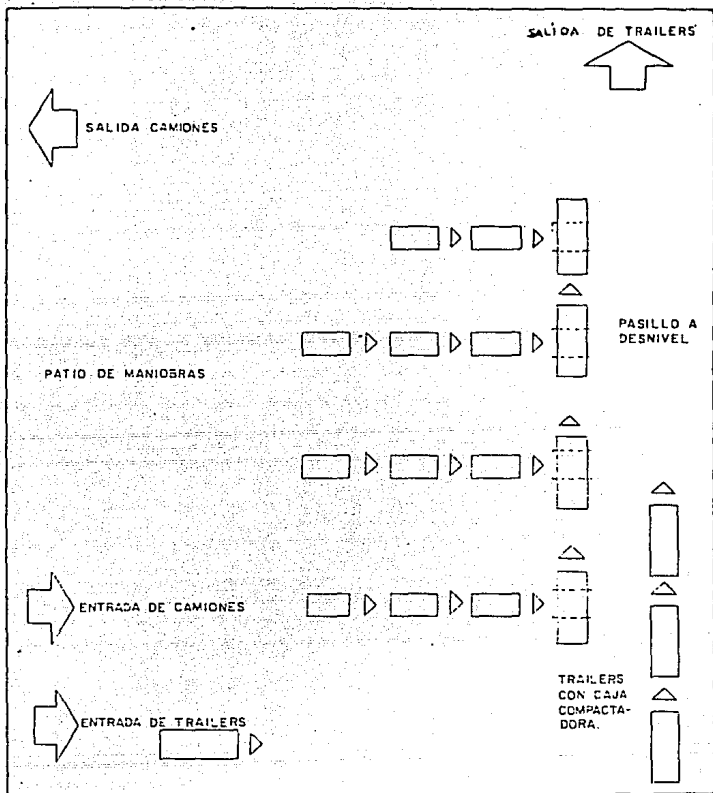 SALIDA DE TRAILERS
SALIDA CAMIONES
PASILLO A
DESNIVEL
PATIO DE MANIOBRAS
ENTRADA DE CAMIONES
TRAILERS
CON CAJA
COMPACTA-
DORA.
ENTRADA DE TRAILERS